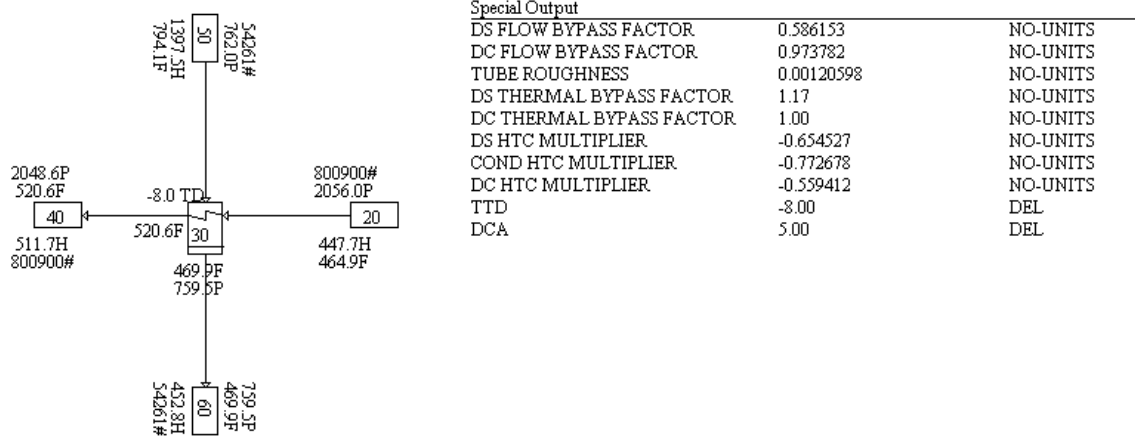 50
1397.5H
794.1F
54261#
762.0P
2048.6P
520.6F
40
511.7H
800900#
-8.0 TD
520.6F
30
469.9F
759.5P
800900#
2056.0P
20
447.7H
464.9F
60
452.8H
54261#
759.5P
469.9F
Special Output
DS FLOW BYPASS FACTOR 0.586153 NO-UNITS
DC FLOW BYPASS FACTOR 0.973782 NO-UNITS
TUBE ROUGHNESS 0.00120598 NO-UNITS
DS THERMAL BYPASS FACTOR 1.17 NO-UNITS
DC THERMAL BYPASS FACTOR 1.00 NO-UNITS
DS HTC MULTIPLIER -0.654527 NO-UNITS
COND HTC MULTIPLIER -0.772678 NO-UNITS
DC HTC MULTIPLIER -0.559412 NO-UNITS
TTD -8.00 DEL
DCA 5.00 DEL